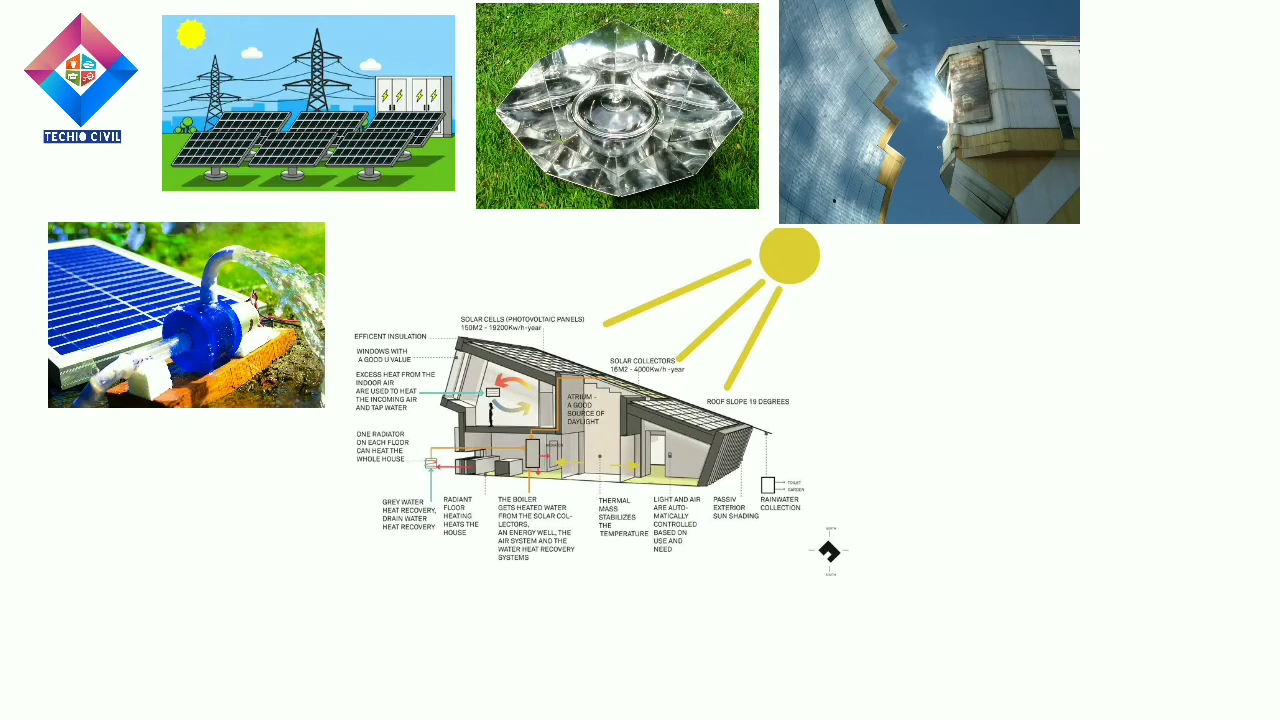 TECHIO CIVIL
SOLAR CELLS (PHOTOVOLTAIC PANELS)
150M2 - 19200Kw/h-year
EFFICENT INSULATION
WINDOWS WITH
A GOOD U VALUE
SOLAR COLLECTORS
16M2 - 4000Kw/h -year
EXCESS HEAT FROM THE
INDOOR AIR
ARE USED TO HEAT
THE INCOMING AIR
AND TAP WATER
ATRIUM -
A GOOD
SOURCE OF
DAYLIGHT
ROOF SLOPE 19 DEGREES
ONE RADIATOR
ON EACH FLOOR
CAN HEAT THE
WHOLE HOUSE
TOILET
GARDEN
GREY WATER
HEAT RECOVERY,
DRAIN WATER
HEAT RECOVERY
RADIANT
FLOOR
HEATING
HEATS THE
HOUSE
THE BOILER
GETS HEATED WATER
FROM THE SOLAR COL-
LECTORS,
AN ENERGY WELL, THE
AIR SYSTEM AND THE
WATER HEAT RECOVERY
SYSTEMS
THERMAL
MASS
STABILIZES
THE
TEMPERATURE
LIGHT AND AIR
ARE AUTO-
MATICALLY
CONTROLLED
BASED ON
USE AND
NEED
PASSIV
EXTERIOR
SUN SHADING
RAINWATER
COLLECTION
NORTH
SOUTH